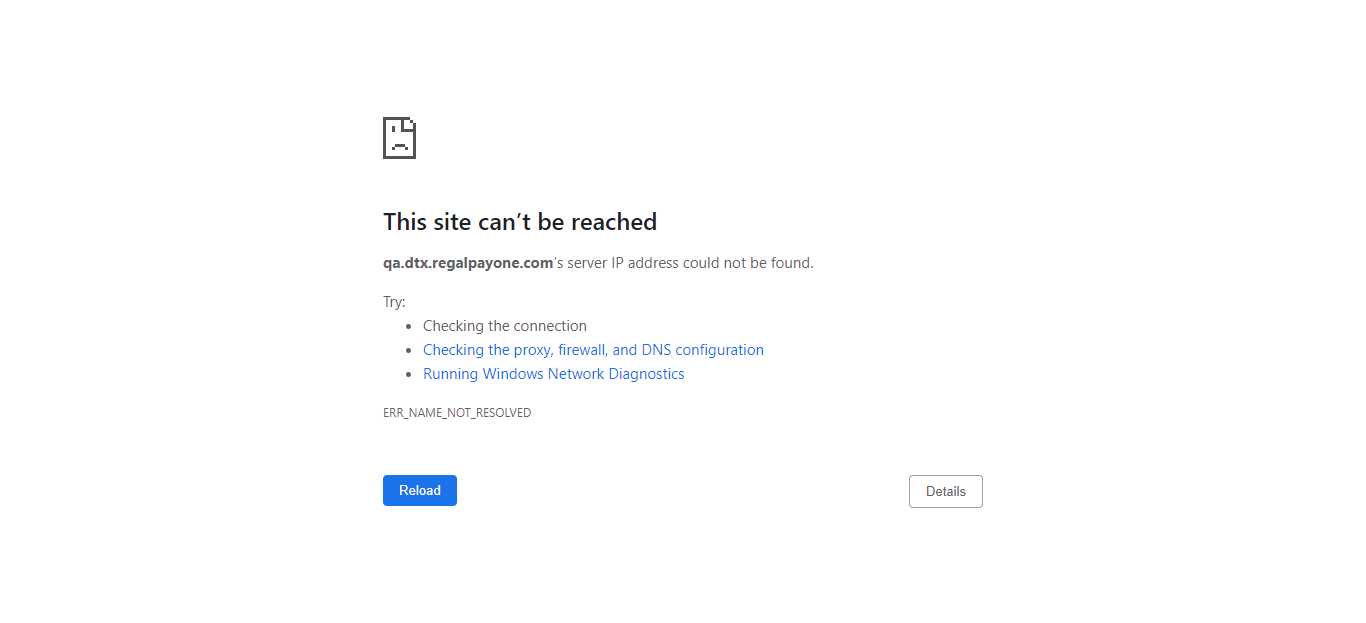 This site can’t be reached
qa.dtx.regalpayone.com’s server IP address could not be found.
Try:
Checking the connection
Checking the proxy, firewall, and DNS configuration
Running Windows Network Diagnostics
ERR_NAME_NOT_RESOLVED
Reload
Details